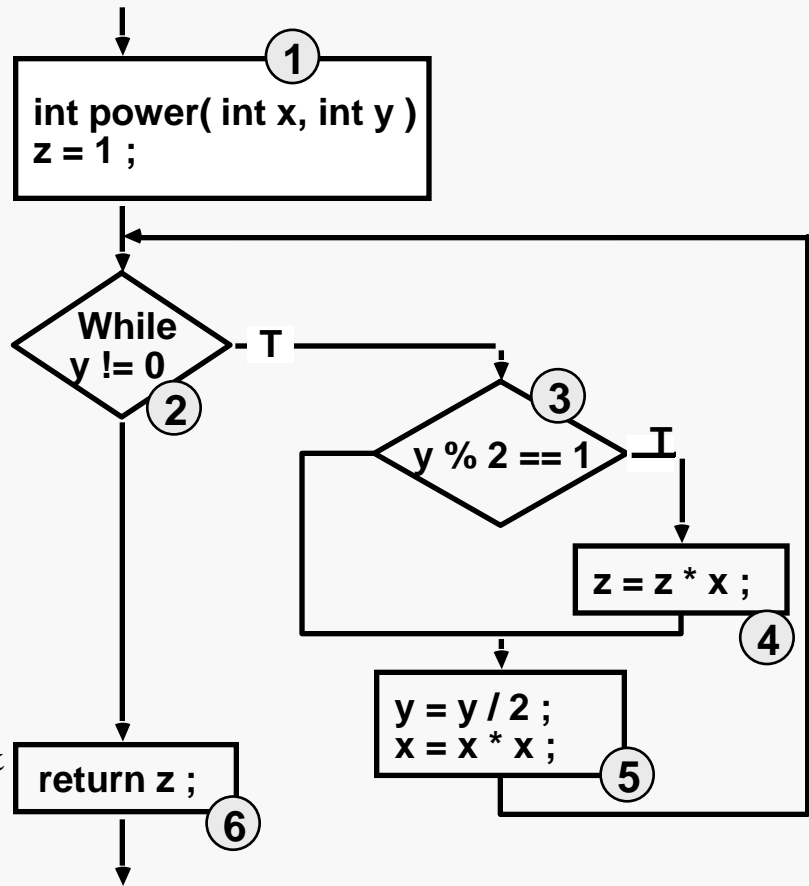 1
int power( int x, int y )
z = 1 ;
While
y != 0
T
2
3
y % 2 == 1
T
z = z * x ;
4
y = y / 2 ;
x = x * x ;
5
return z ;
6